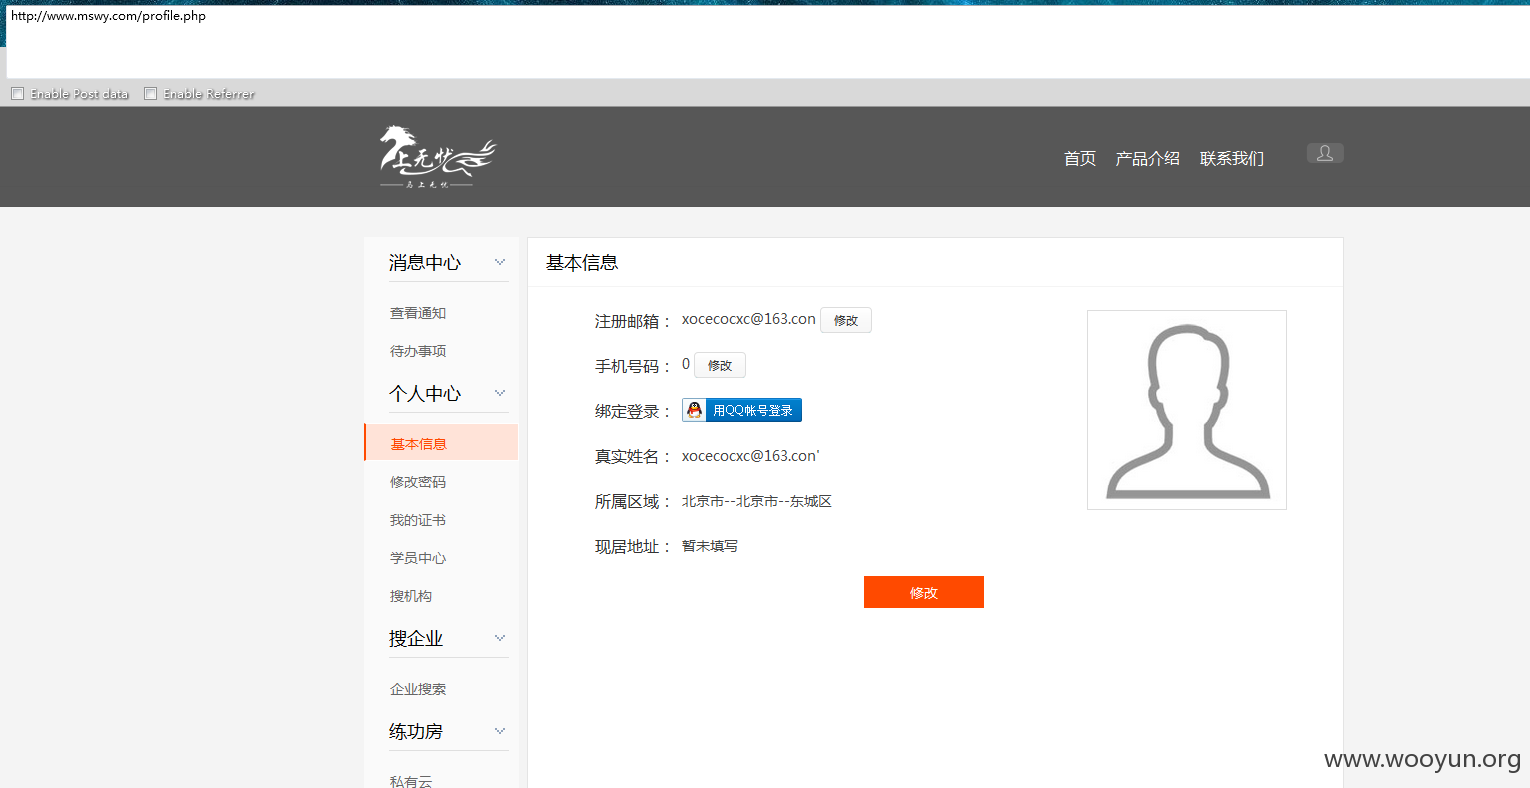 http://www.mswy.com/profile.php
Enable Post data Enable Referrer
上无忧
马上无忧
首页 产品介绍 联系我们
消息中心
查看通知
待办事项
个人中心
基本信息
修改密码
我的证书
学员中心
搜机构
搜企业
企业搜索
练功房
私有云
基本信息
注册邮箱： xocecocxc@163.con 修改
手机号码： 0 修改
绑定登录： 用QQ帐号登录
真实姓名： xocecocxc@163.con'
所属区域： 北京市--北京市--东城区
现居地址： 暂未填写
修改
www.wooyun.org